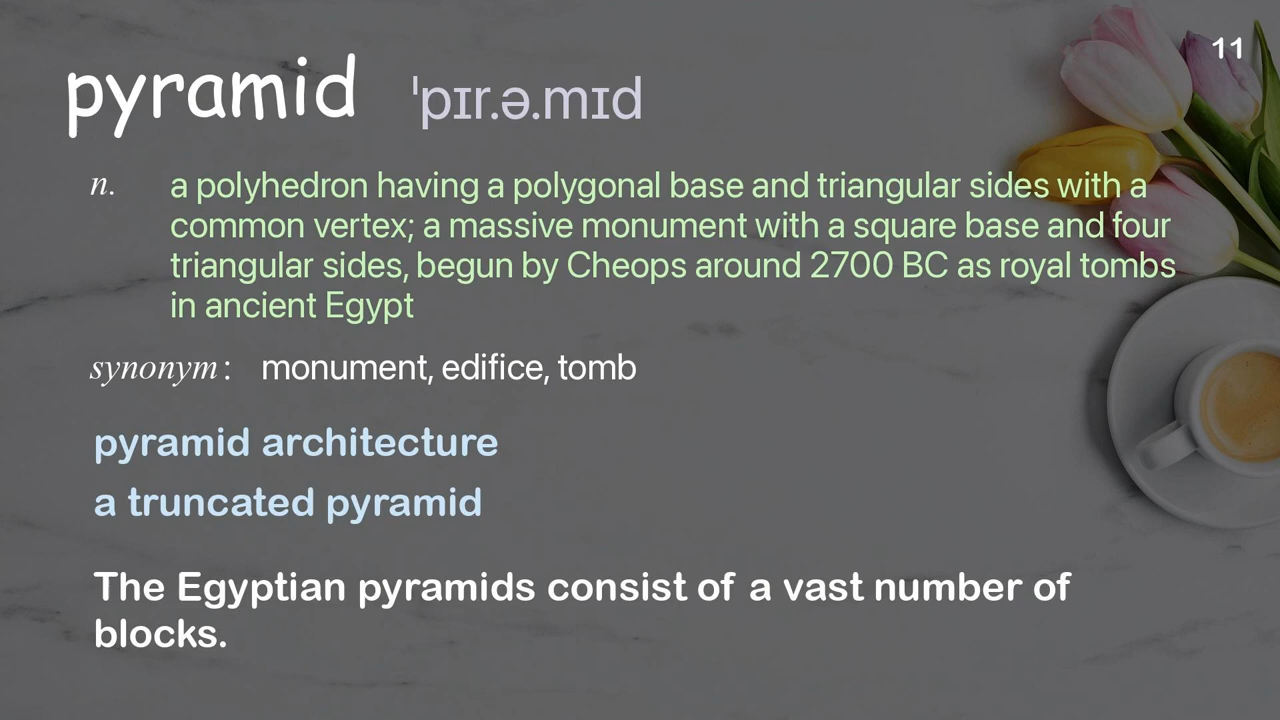 11
pyramid ˈpɪr.ə.mɪd
n. a polyhedron having a polygonal base and triangular sides with a
common vertex; a massive monument with a square base and four
triangular sides, begun by Cheops around 2700 BC as royal tombs
in ancient Egypt
synonym: monument, edifice, tomb
pyramid architecture
a truncated pyramid
The Egyptian pyramids consist of a vast number of
blocks.